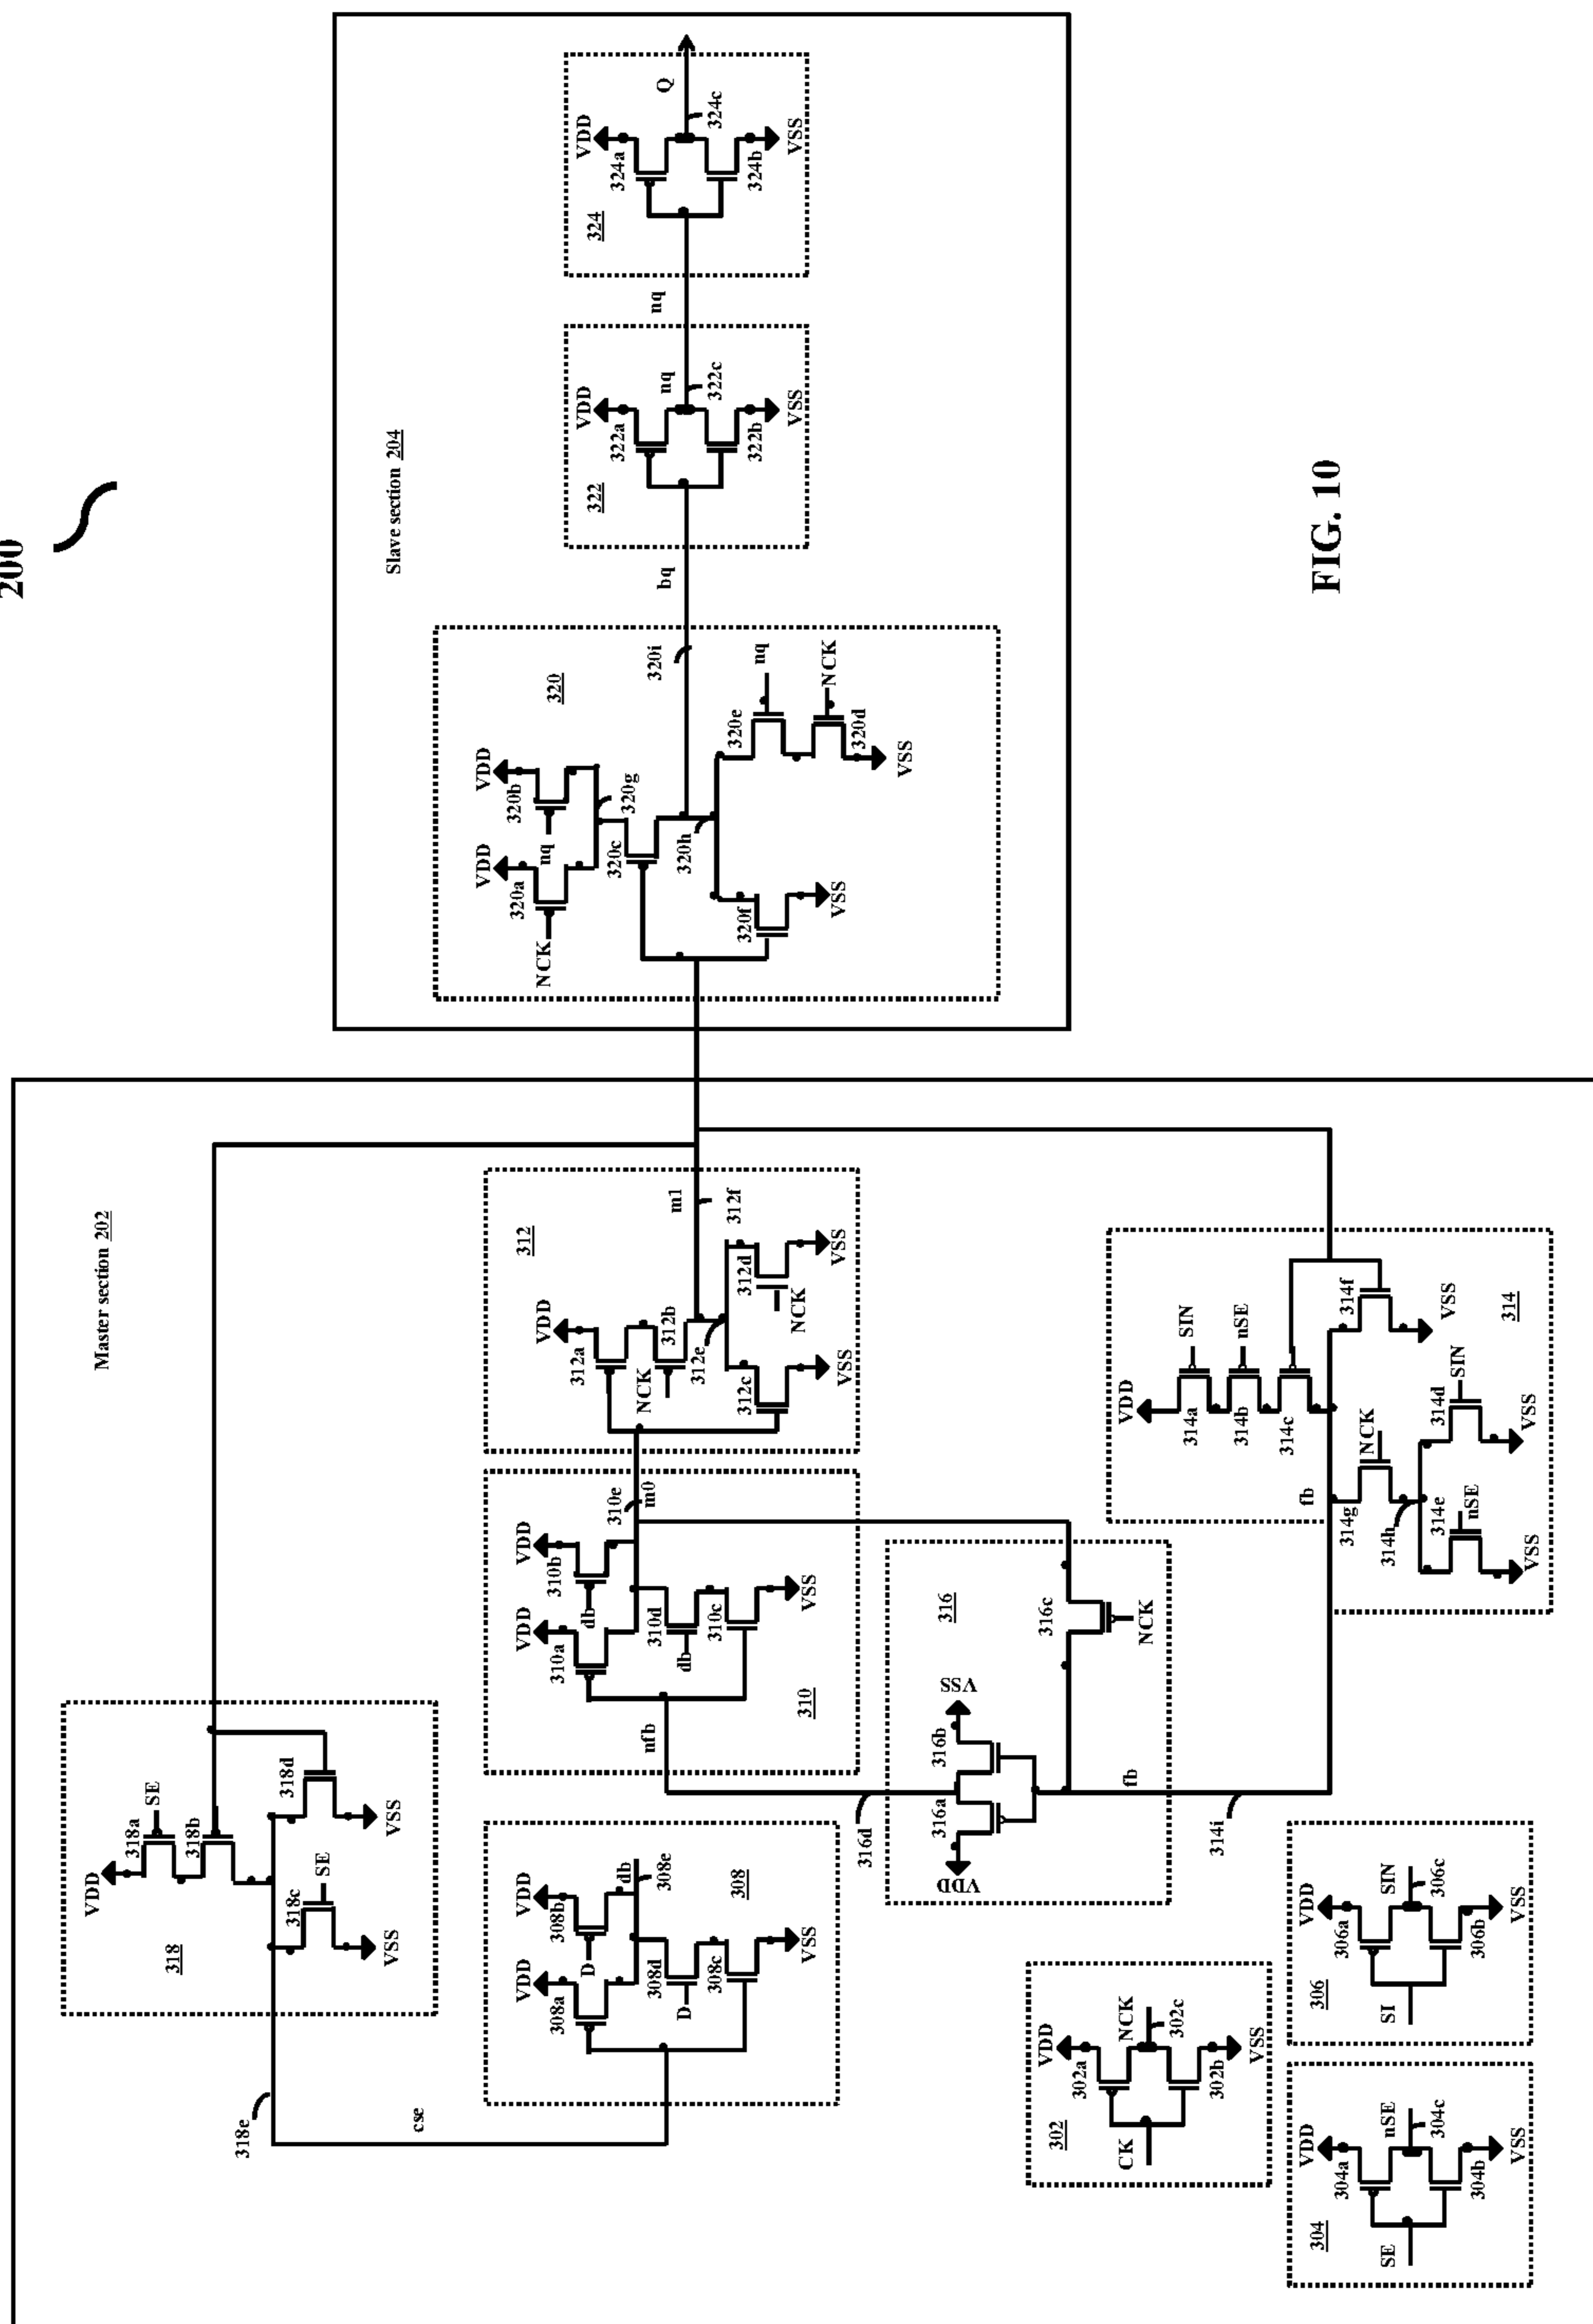 200
Slave section 204
VDD
324a
324
Q
324c
324b
VSS
nq
VDD
322a
322
nq
322c
322b
VSS
bq
320
320i
VDD
320b
nq
VDD
320a
NCK
320g
320c
320h
nq
320e
NCK
320d
VSS
320f
VSS
Master section 202
312
m1
312f
VDD
312a
312b
NCK
312e
312d
VSS
NCK
312c
VSS
310e
m0
VDD
310b
db
VDD
310a
310d
db
310c
VSS
310
nfb
318
VDD
318a
SE
318b
318d
VSS
318c
SE
VSS
318e
cse
308
VDD
308b
D
VDD
308a
db
308e
308d
D
308c
VSS
316
316c
NCK
VSS
316b
316a
VDD
fb
316d
314i
314
VDD
314a
SIN
314b
nSE
314c
314f
VSS
fb
314g
NCK
314h
314d
SIN
VSS
314e
nSE
VSS
302
VDD
302a
CK
NCK
302c
302b
VSS
306
VDD
306a
SI
SIN
306c
306b
VSS
304
VDD
304a
SE
nSE
304c
304b
VSS
FIG. 10